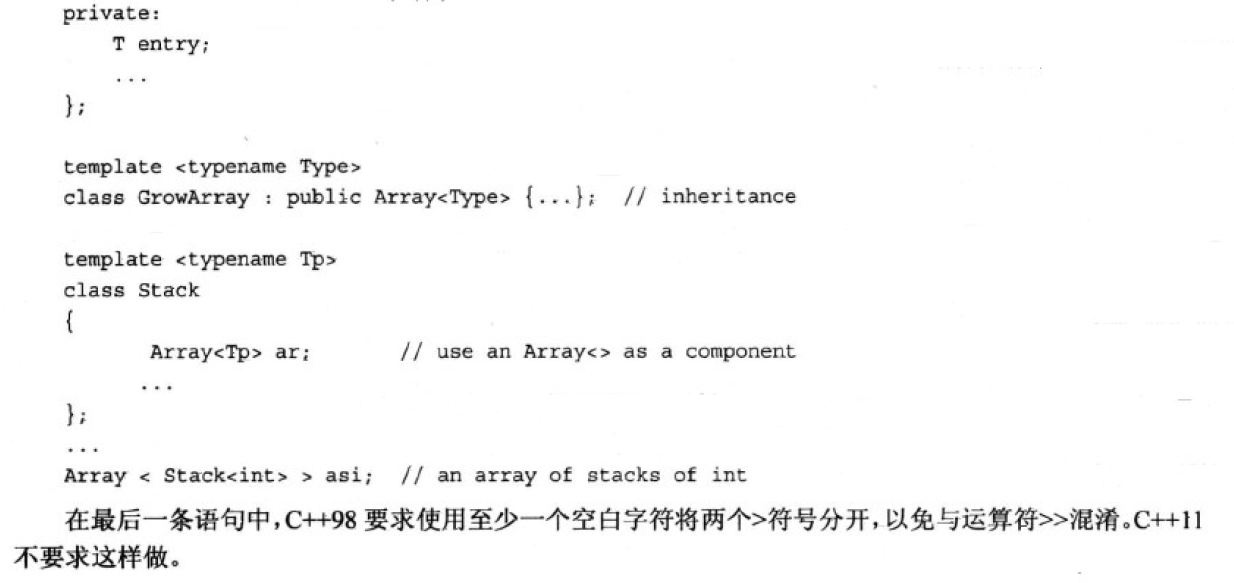 private:
    T entry;
    ...
};
template <typename Type>
class GrowArray : public Array<Type> {...};  // inheritance
template <typename Tp>
class Stack
{
      Array<Tp> ar;      // use an Array<> as a component
      ...
};
...
Array < Stack<int> > asi;  // an array of stacks of int
在最后一条语句中，C++98 要求使用至少一个空白字符将两个>符号分开，以免与运算符>>混淆。C++11
不要求这样做。